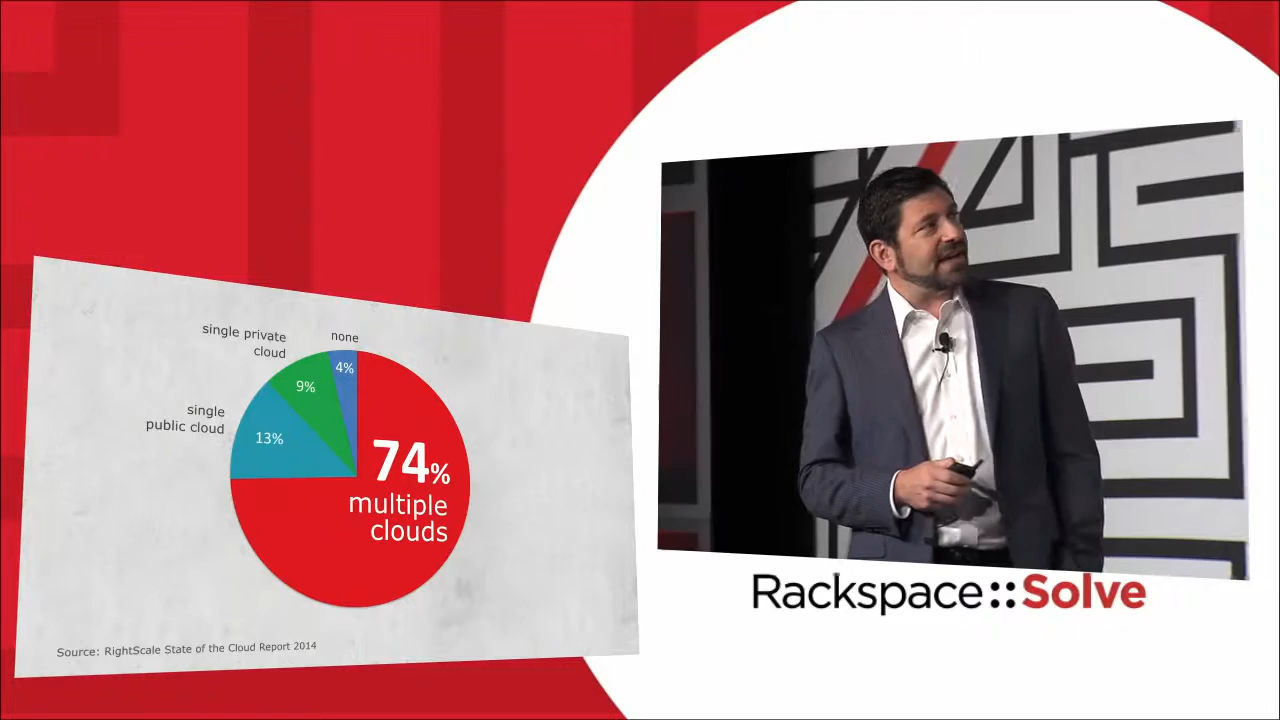 single private
cloud
none
4%
9%
single
public cloud
13%
74%
multiple
clouds
Source: RightScale State of the Cloud Report 2014
Rackspace::Solve